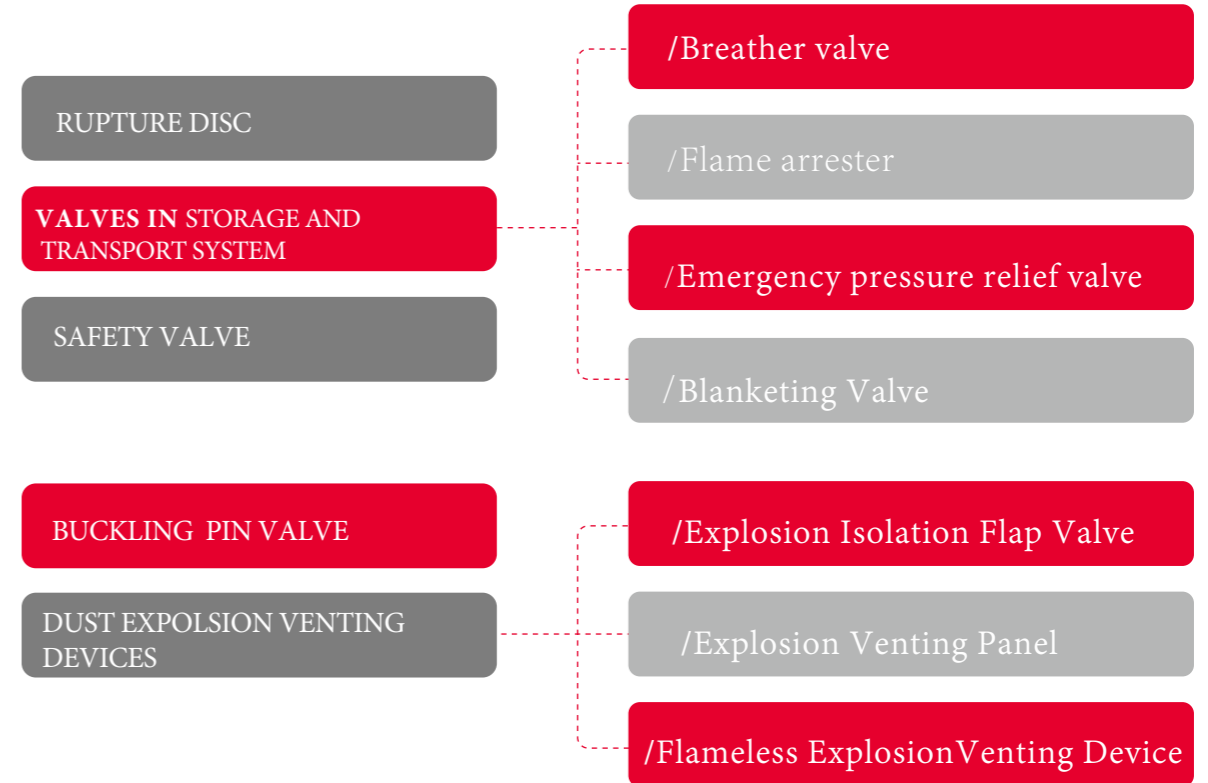 RUPTURE DISC
VALVES IN STORAGE AND
TRANSPORT SYSTEM
SAFETY VALVE
/Breather valve
/Flame arrester
/Emergency pressure relief valve
/Blanketing Valve
BUCKLING PIN VALVE
DUST EXPOLSION VENTING
DEVICES
/Explosion Isolation Flap Valve
/Explosion Venting Panel
/Flameless ExplosionVenting Device